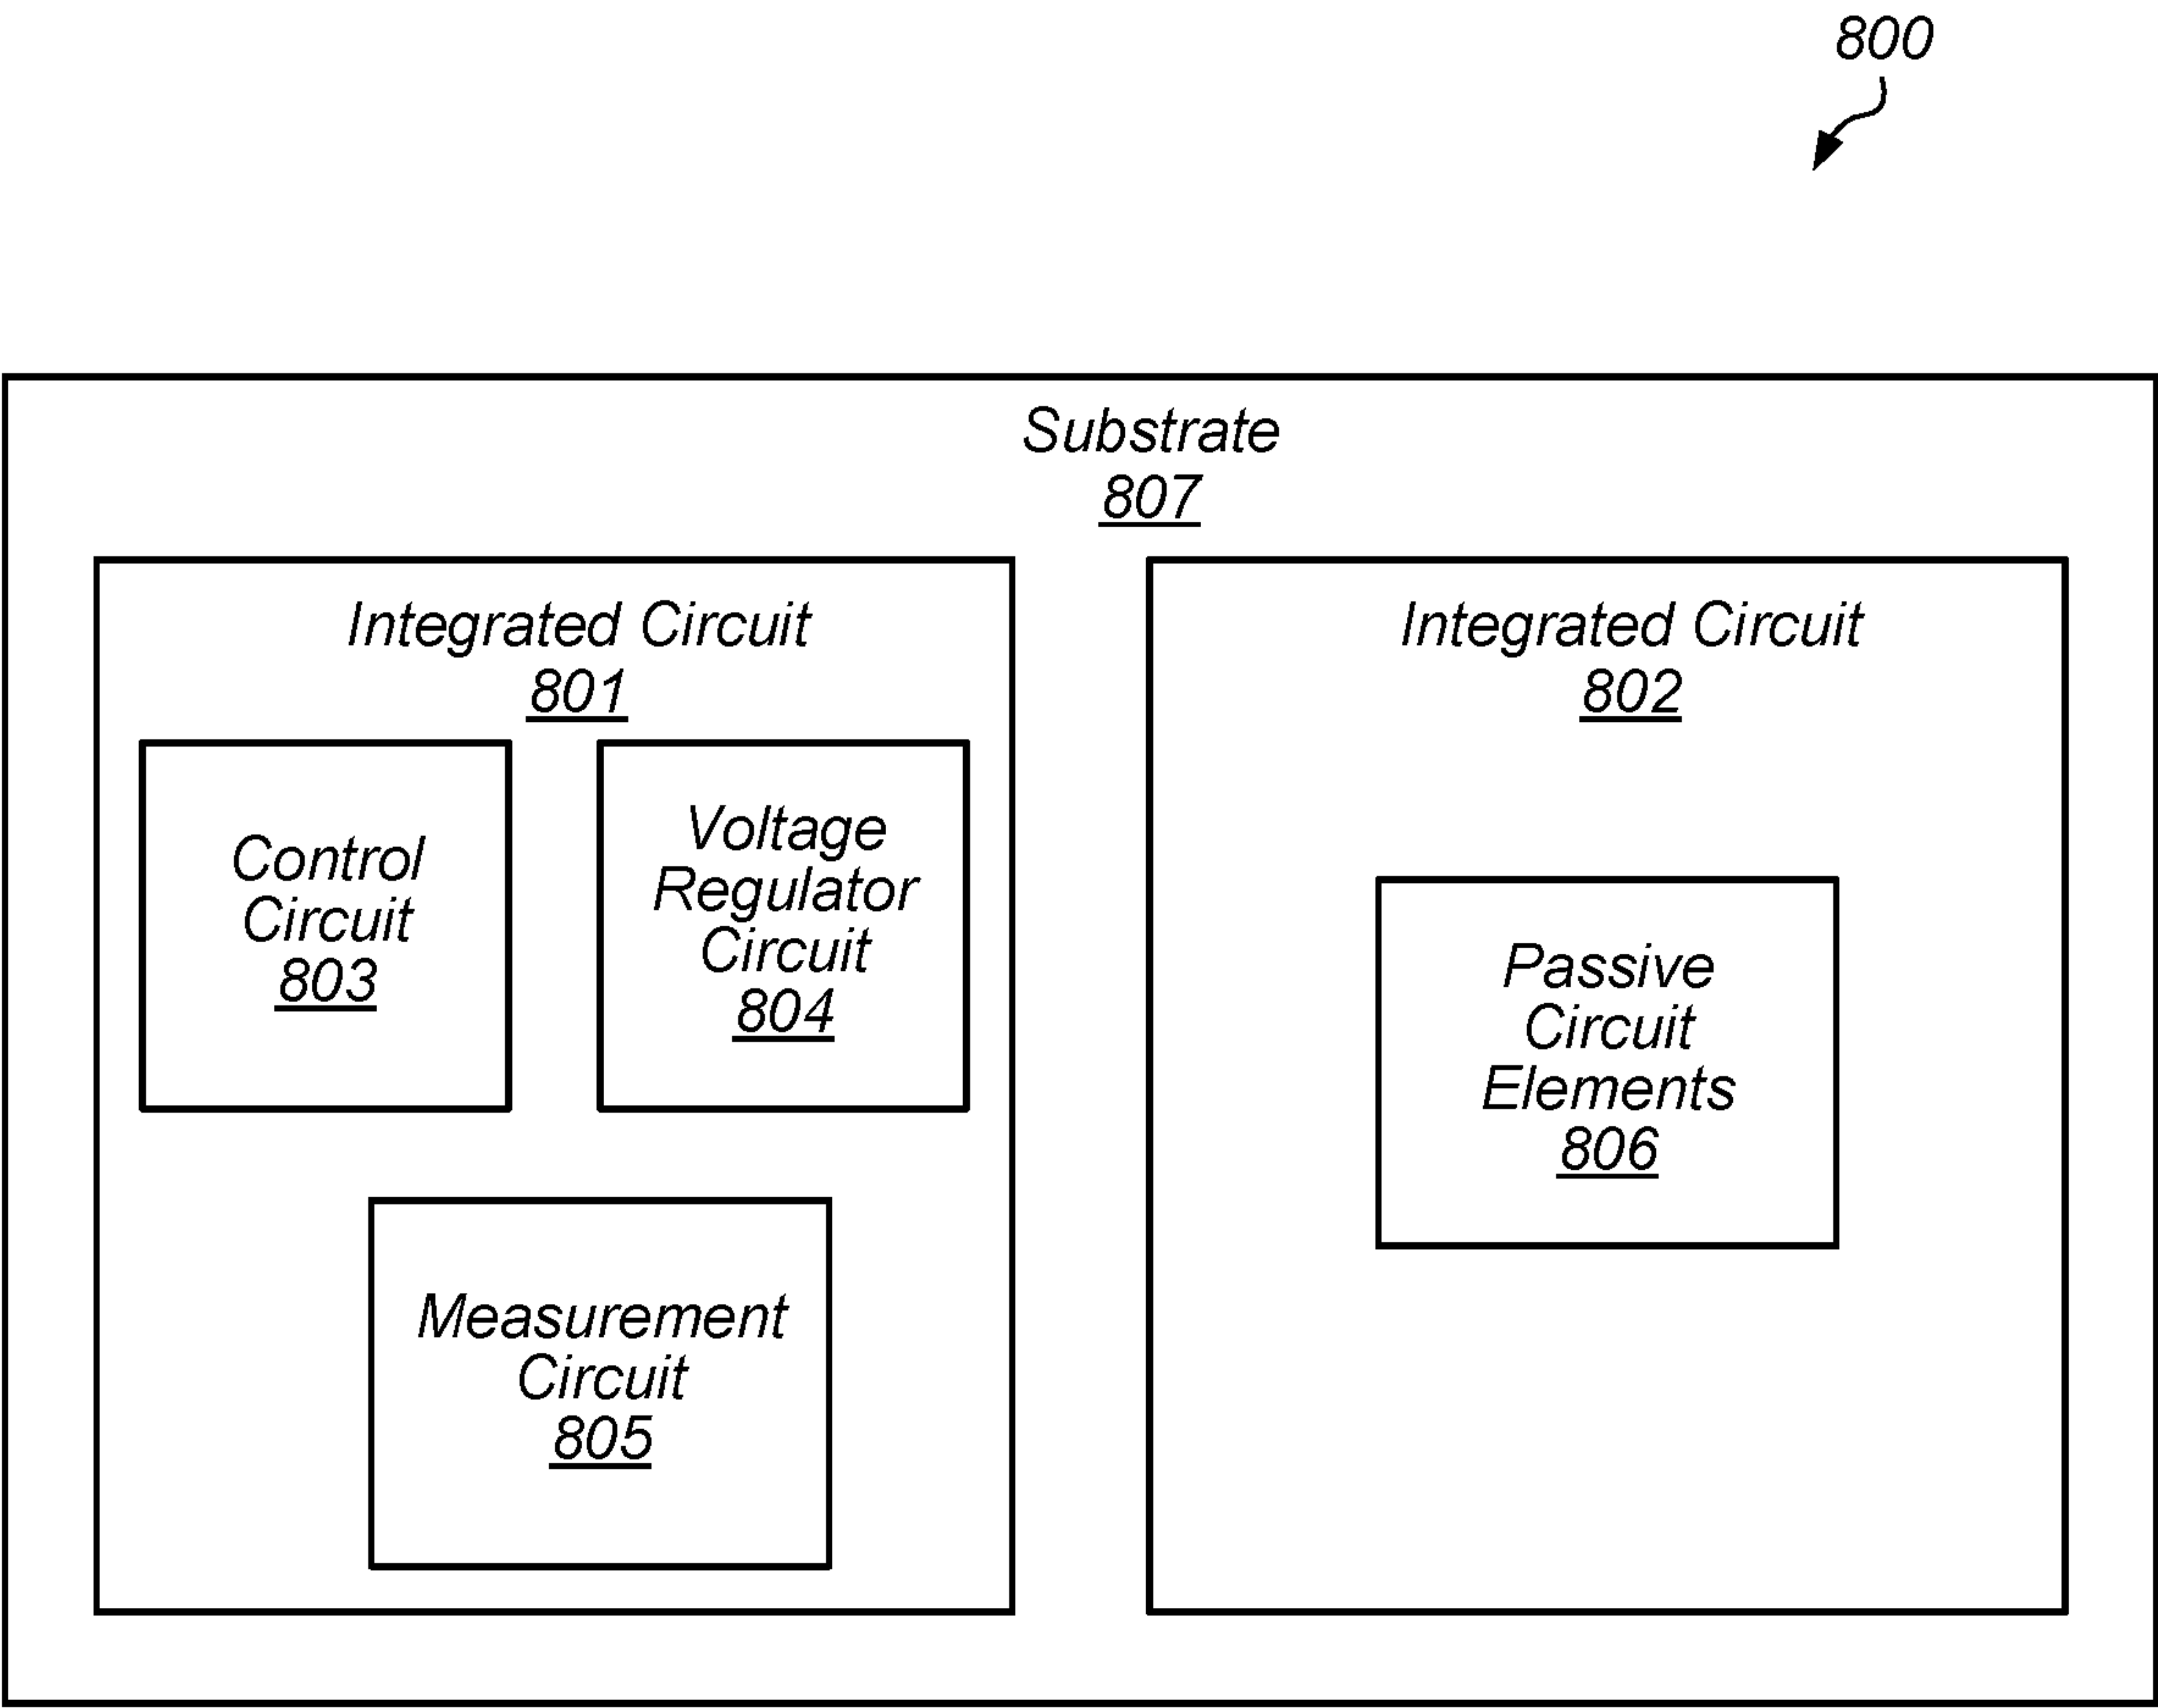 800
Substrate
807
Integrated Circuit
801
Control
Circuit
803
Voltage
Regulator
Circuit
804
Measurement
Circuit
805
Integrated Circuit
802
Passive
Circuit
Elements
806